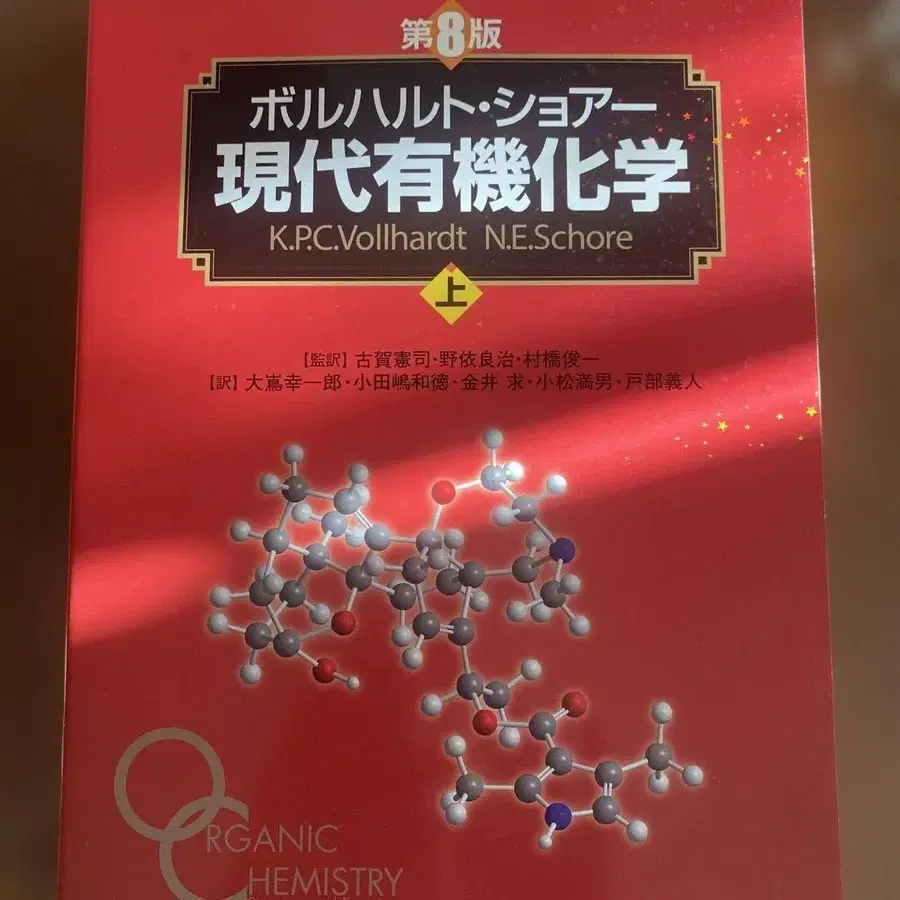 第8版
ボルハルト・ショアー
現代有機化学
K.P.C.Vollhardt N.E.Schore
上
【監訳】古賀憲司・野依良治・村橋俊一
【訳】大嶌幸一郎・小田嶋和徳・金井 求・小松満男・戸部義人
ORGANIC
CHEMISTRY